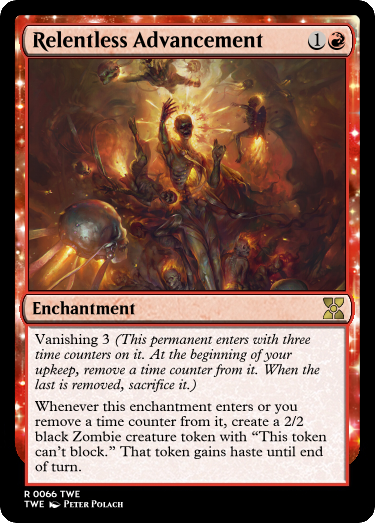 Relentless Advancement 1
Enchantment
Vanishing 3 (This permanent enters with three
time counters on it. At the beginning of your
upkeep, remove a time counter from it. When the
last is removed, sacrifice it.)
Whenever this enchantment enters or you
remove a time counter from it, create a 2/2
black Zombie creature token with “This token
can’t block.” That token gains haste until end
of turn.
R 0066 TWE
TWE Peter Polach